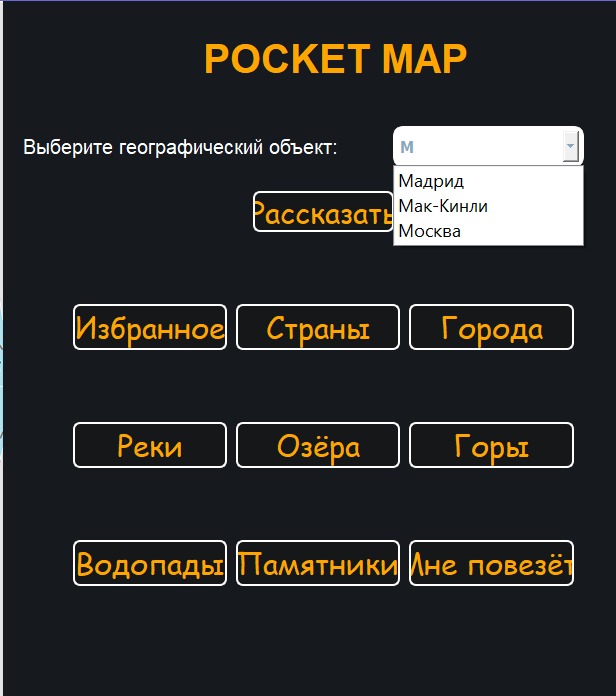 POCKET MAP
Выберите географический объект:
м
Мадрид
Мак-Кинли
Москва
Рассказать
Избранное
Страны
Города
Реки
Озёра
Горы
Водопады
Памятники
Мне повезёт